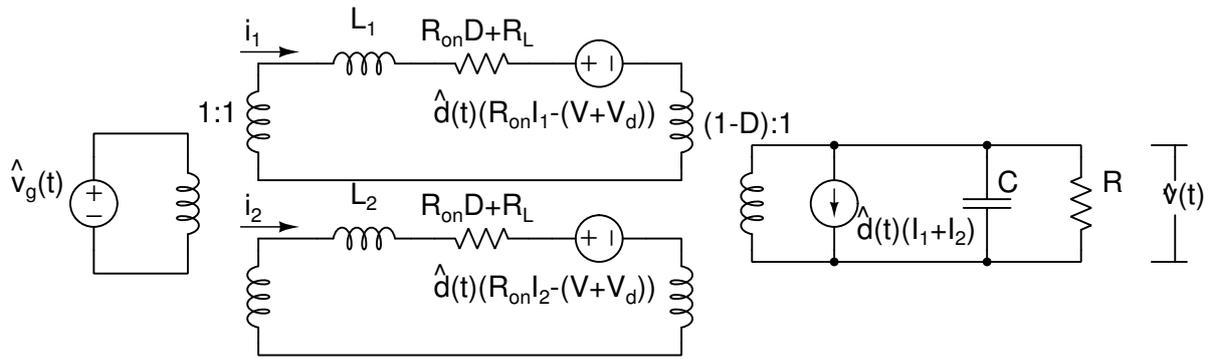 i₁
L₁
R_onD+R_L
+ −
1:1
d̂(t)(R_onI₁-(V+V_d))
(1-D):1
v̂_g(t)
+
−
i₂
L₂
R_onD+R_L
+ −
d̂(t)(R_onI₂-(V+V_d))
d̂(t)(I₁+I₂)
C
R
v̂(t)